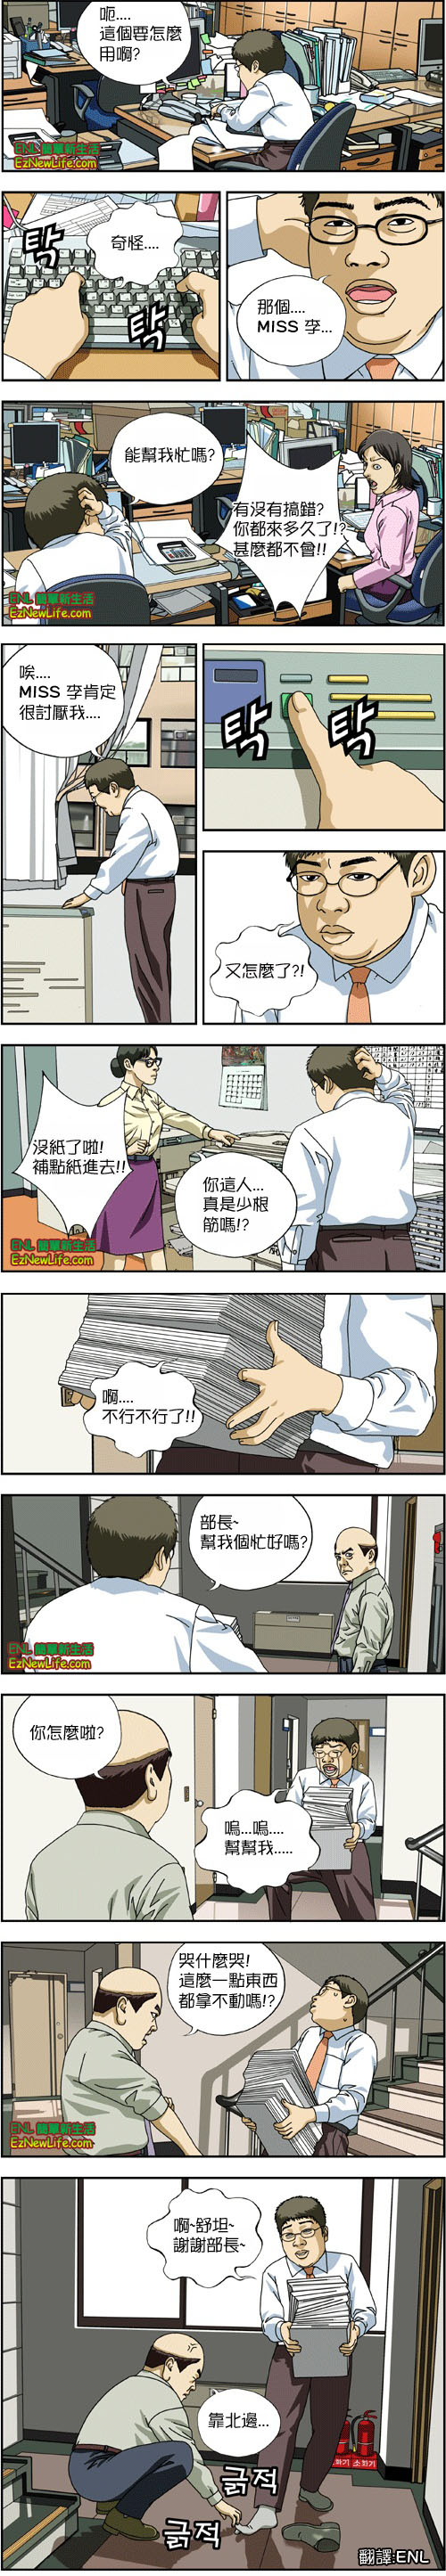 呃....
這個要怎麼
用啊?
ENL 簡單新生活
EzNewLife.com
탁
奇怪....
탁
那個....
MISS 李...
能幫我忙嗎?
有沒有搞錯?
你都來多久了!?
甚麼都不會!!
ENL 簡單新生活
EzNewLife.com
唉....
MISS 李肯定
很討厭我....
탁
탁
又怎麼了?!
沒紙了啦!
補點紙進去!!
你這人...
真是少根
筋嗎!?
ENL 簡單新生活
EzNewLife.com
啊....
不行不行了!!
部長~
幫我個忙好嗎?
ENL 簡單新生活
EzNewLife.com
你怎麼啦?
嗚...嗚....
幫幫我.....
哭什麼哭!
這麼一點東西
都拿不動嗎!?
ENL 簡單新生活
EzNewLife.com
啊~舒坦~
謝謝部長~
靠北邊...
긁적
긁적
화기
소화기
翻譯:ENL